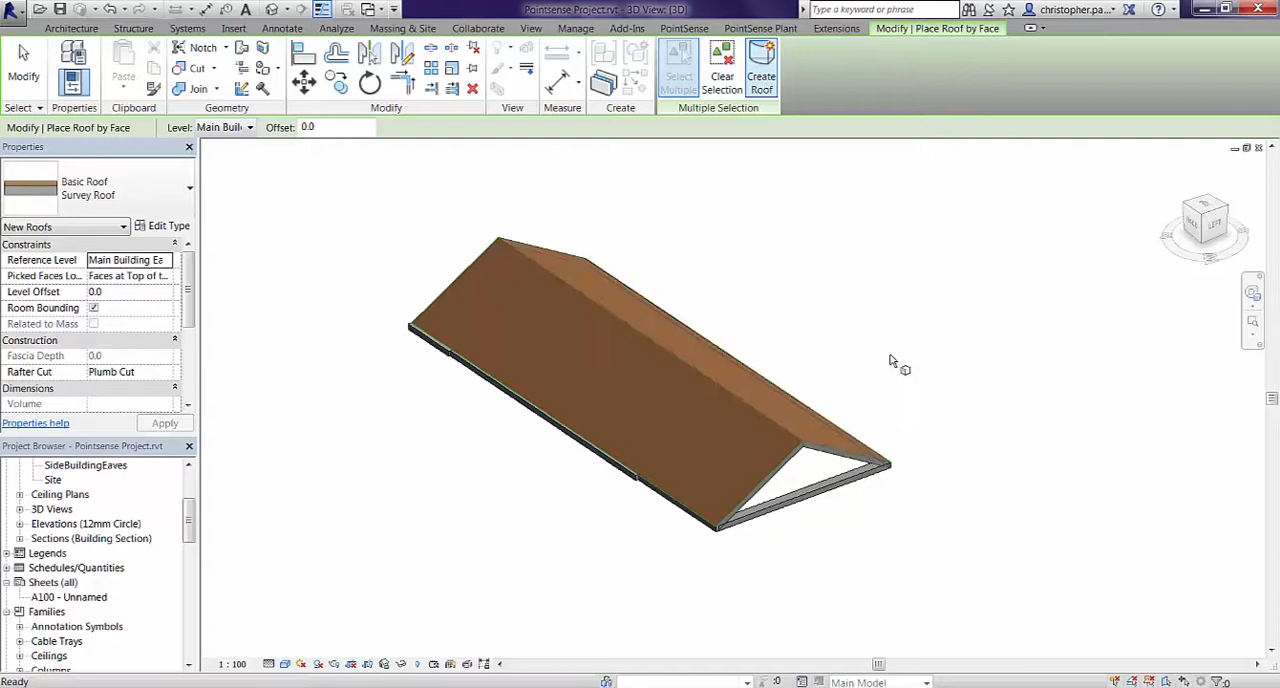 Pointsense Project.rvt - 3D View: {3D}
Type a keyword or phrase
christopher.pa...
Architecture Structure Systems Insert Annotate Analyze Massing & Site Collaborate View Manage Add-Ins PointSense PointSense Plant Extensions Modify | Place Roof by Face
Modify
Paste
Notch
Cut
Join
Select Multiple
Clear Selection
Create Roof
Select Properties Clipboard Geometry Modify View Measure Create Multiple Selection
Modify | Place Roof by Face Level: Main Buil Offset: 0.0
Properties
Basic Roof
Survey Roof
New Roofs Edit Type
Constraints
Reference Level Main Building Ea
Picked Faces Lo... Faces at Top of t...
Level Offset 0.0
Room Bounding
Related to Mass
Construction
Fascia Depth 0.0
Rafter Cut Plumb Cut
Dimensions
Volume
Properties help Apply
Project Browser - Pointsense Project.rvt
SideBuildingEaves
Site
Ceiling Plans
3D Views
Elevations (12mm Circle)
Sections (Building Section)
Legends
Schedules/Quantities
Sheets (all)
A100 - Unnamed
Families
Annotation Symbols
Cable Trays
Ceilings
Columns
LEFT
1 : 100
Ready
:0
Main Model
:0